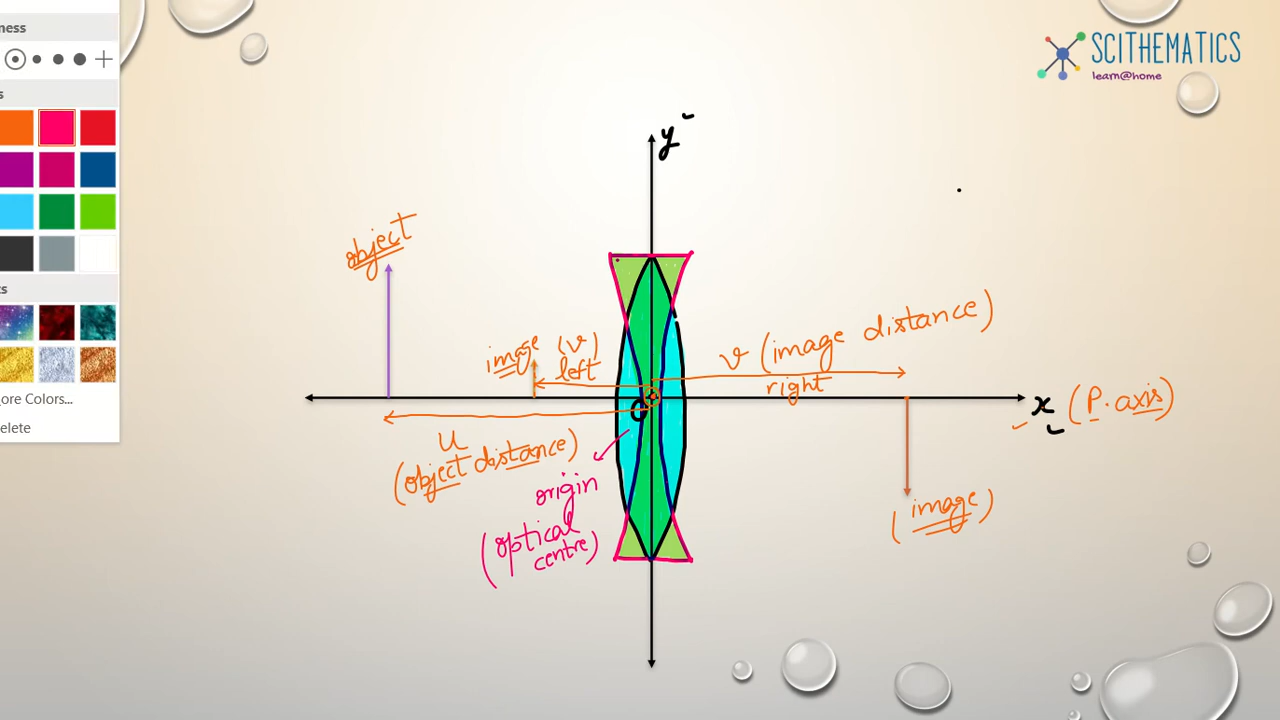 ness
s
ts
ore Colors...
elete
SCITHEMATICS
learn@home
y
object
image (v)
left
v (image distance)
right
O
x (P. axis)
u
(object distance)
origin
(optical
centre)
(image)